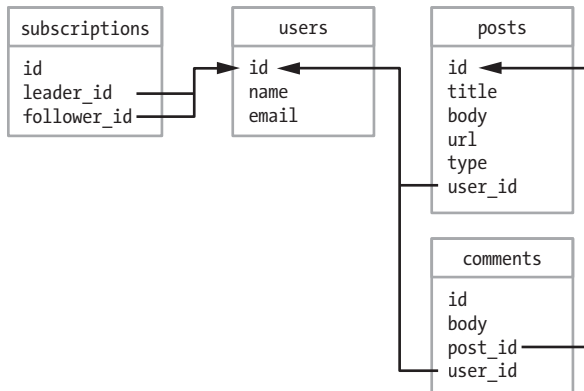 subscriptions
id
leader_id
follower_id
users
id
name
email
posts
id
title
body
url
type
user_id
comments
id
body
post_id
user_id